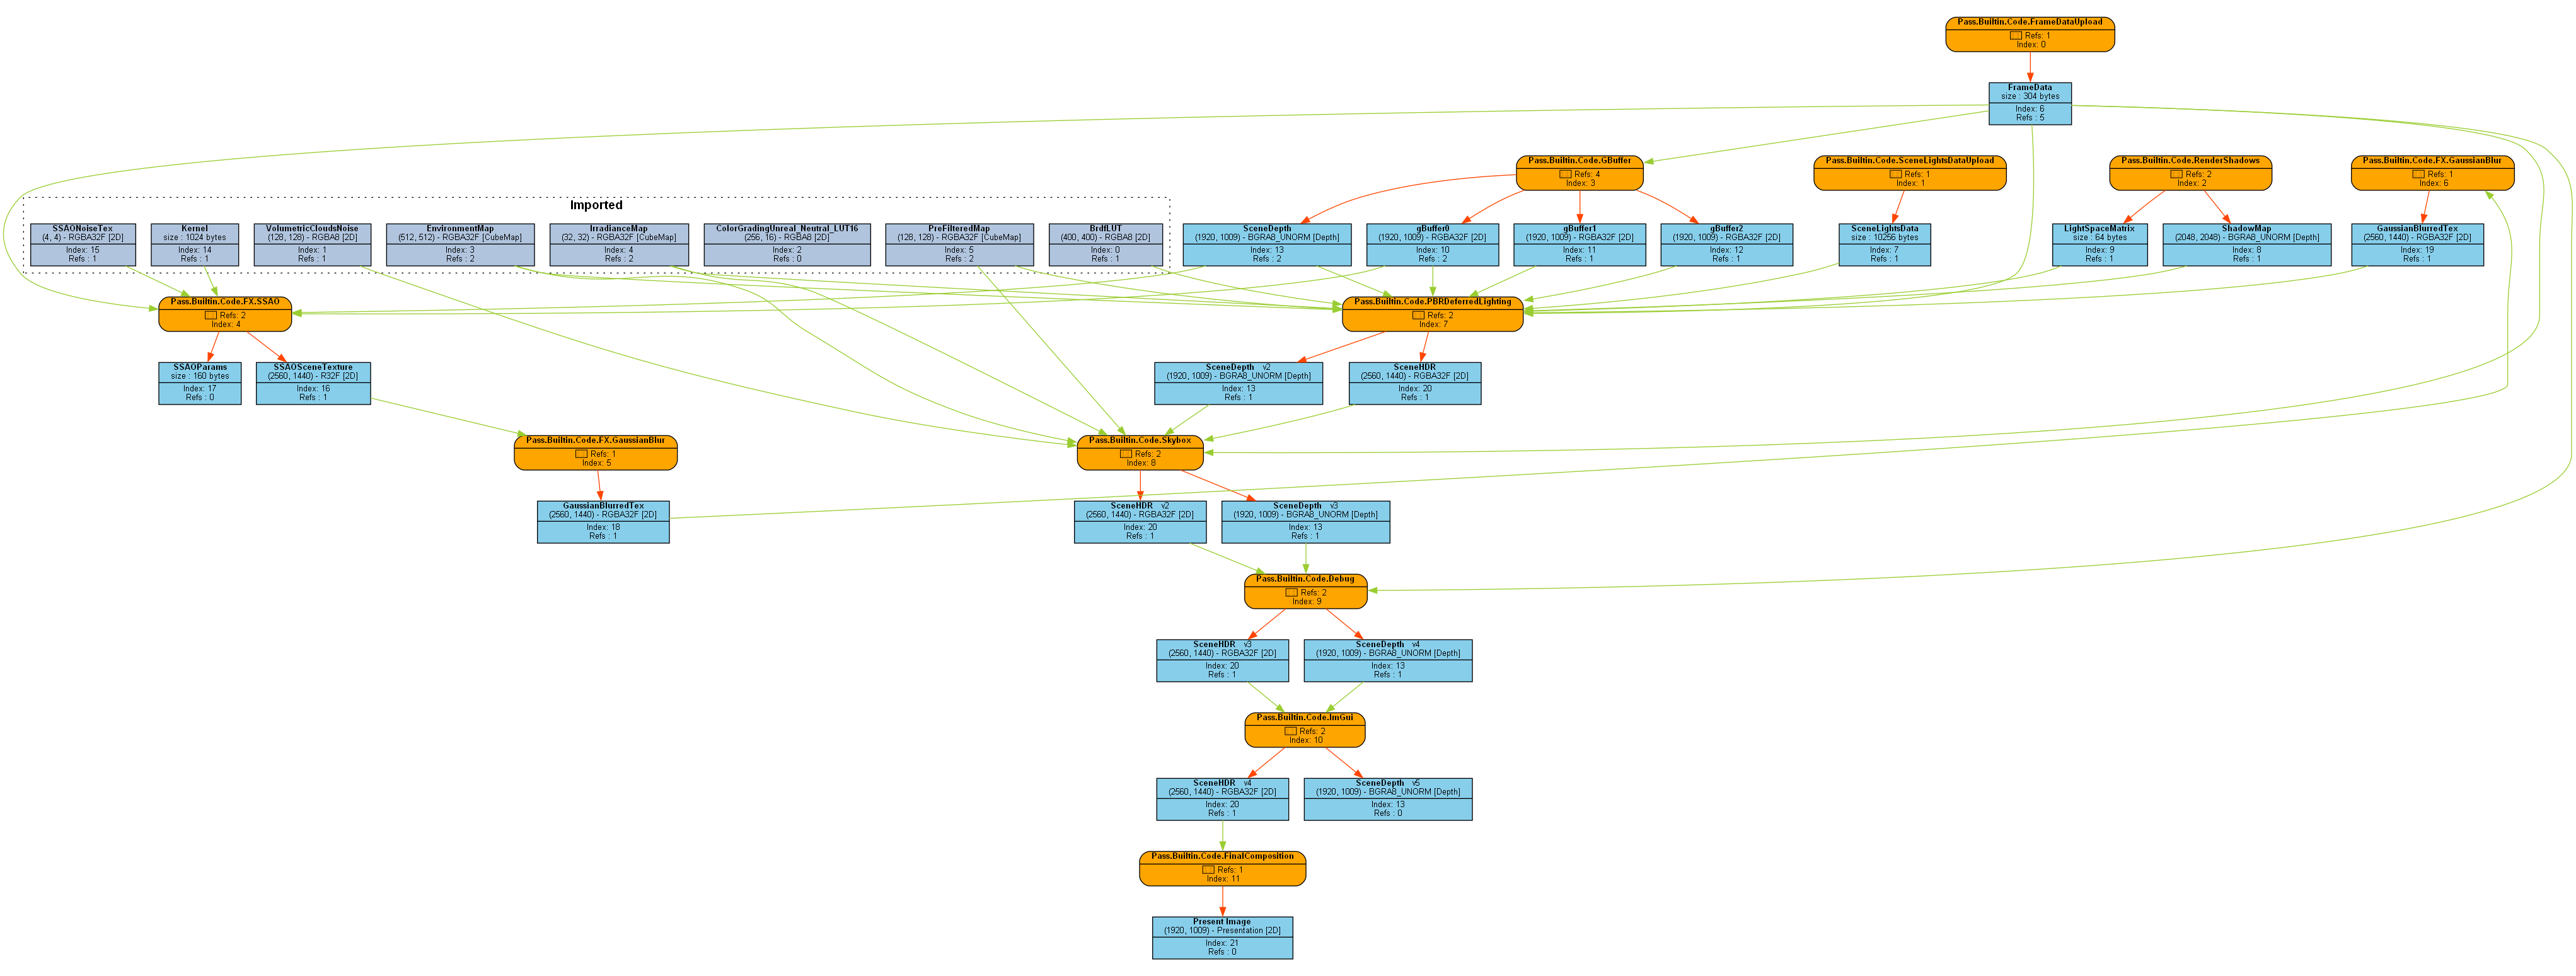 Pass.Builtin.Code.FrameDataUpload
Refs: 1
Index: 0
FrameData
size : 304 bytes
Index: 6
Refs : 5
Pass.Builtin.Code.GBuffer
Refs: 4
Index: 3
Pass.Builtin.Code.SceneLightsDataUpload
Refs: 1
Index: 1
Pass.Builtin.Code.RenderShadows
Refs: 2
Index: 2
Pass.Builtin.Code.FX.GaussianBlur
Refs: 1
Index: 6
Imported
SSAONoiseTex
(4, 4) - RGBA32F [2D]
Index: 15
Refs : 1
Kernel
size : 1024 bytes
Index: 14
Refs : 1
VolumetricCloudsNoise
(128, 128) - RGBA8 [2D]
Index: 1
Refs : 1
EnvironmentMap
(512, 512) - RGBA32F [CubeMap]
Index: 3
Refs : 2
IrradianceMap
(32, 32) - RGBA32F [CubeMap]
Index: 4
Refs : 2
ColorGradingUnreal_Neutral_LUT16
(256, 16) - RGBA8 [2D]
Index: 2
Refs : 0
PreFilteredMap
(128, 128) - RGBA32F [CubeMap]
Index: 5
Refs : 2
BrdfLUT
(400, 400) - RGBA8 [2D]
Index: 0
Refs : 1
SceneDepth
(1920, 1009) - BGRA8_UNORM [Depth]
Index: 13
Refs : 2
gBuffer0
(1920, 1009) - RGBA32F [2D]
Index: 10
Refs : 2
gBuffer1
(1920, 1009) - RGBA32F [2D]
Index: 11
Refs : 1
gBuffer2
(1920, 1009) - RGBA32F [2D]
Index: 12
Refs : 1
SceneLightsData
size : 10256 bytes
Index: 7
Refs : 1
LightSpaceMatrix
size : 64 bytes
Index: 9
Refs : 1
ShadowMap
(2048, 2048) - BGRA8_UNORM [Depth]
Index: 8
Refs : 1
GaussianBlurredTex
(2560, 1440) - RGBA32F [2D]
Index: 19
Refs : 1
Pass.Builtin.Code.FX.SSAO
Refs: 2
Index: 4
Pass.Builtin.Code.PBRDeferredLighting
Refs: 2
Index: 7
SSAOParams
size : 160 bytes
Index: 17
Refs : 0
SSAOSceneTexture
(2560, 1440) - R32F [2D]
Index: 16
Refs : 1
SceneDepth v2
(1920, 1009) - BGRA8_UNORM [Depth]
Index: 13
Refs : 1
SceneHDR
(2560, 1440) - RGBA32F [2D]
Index: 20
Refs : 1
Pass.Builtin.Code.FX.GaussianBlur
Refs: 1
Index: 5
Pass.Builtin.Code.Skybox
Refs: 2
Index: 8
GaussianBlurredTex
(2560, 1440) - RGBA32F [2D]
Index: 18
Refs : 1
SceneHDR v2
(2560, 1440) - RGBA32F [2D]
Index: 20
Refs : 1
SceneDepth v3
(1920, 1009) - BGRA8_UNORM [Depth]
Index: 13
Refs : 1
Pass.Builtin.Code.Debug
Refs: 2
Index: 9
SceneHDR v3
(2560, 1440) - RGBA32F [2D]
Index: 20
Refs : 1
SceneDepth v4
(1920, 1009) - BGRA8_UNORM [Depth]
Index: 13
Refs : 1
Pass.Builtin.Code.ImGui
Refs: 2
Index: 10
SceneHDR v4
(2560, 1440) - RGBA32F [2D]
Index: 20
Refs : 1
SceneDepth v5
(1920, 1009) - BGRA8_UNORM [Depth]
Index: 13
Refs : 0
Pass.Builtin.Code.FinalComposition
Refs: 1
Index: 11
Present Image
(1920, 1009) - Presentation [2D]
Index: 21
Refs : 0